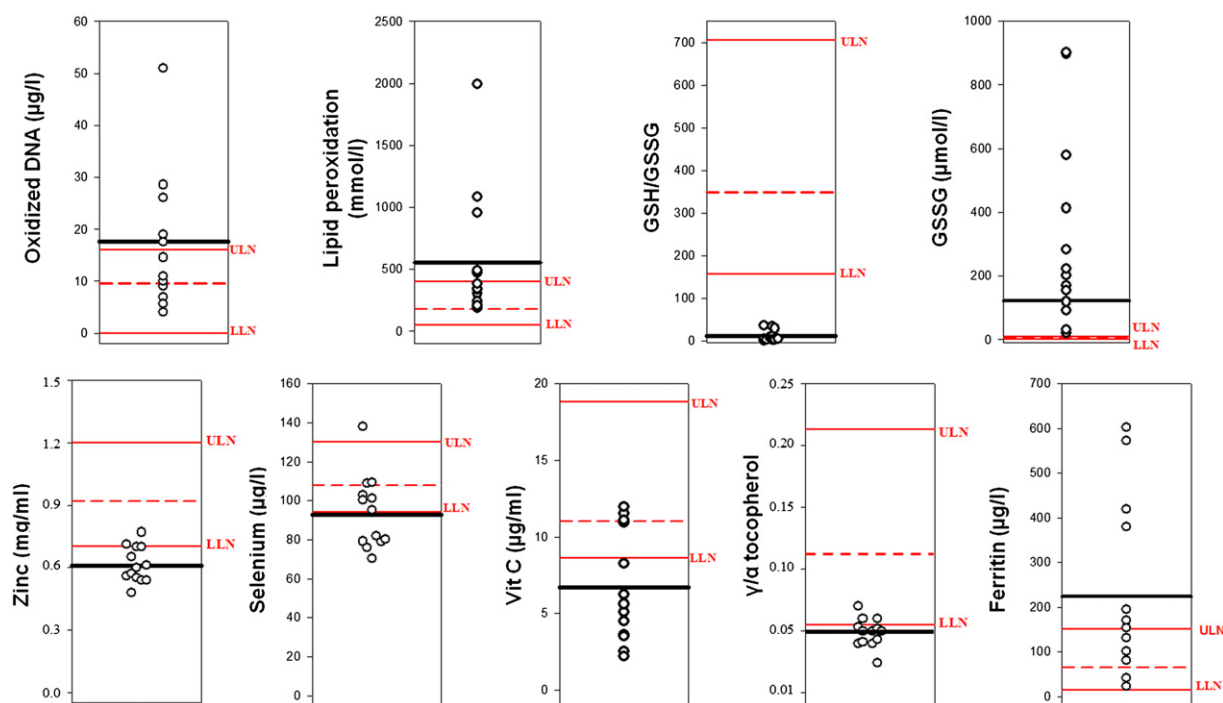 Oxidized DNA (µg/l)
60
50
40
30
20
10
0
ULN
LLN
Lipid peroxidation
(mmol/l)
2500
2000
1500
1000
500
0
ULN
LLN
GSH/GSSG
700
600
500
400
300
200
100
0
ULN
LLN
GSSG (µmol/l)
1000
800
600
400
200
0
ULN
LLN
Zinc (mg/ml)
1.5
1.2
0.9
0.6
0.3
0.0
ULN
LLN
Selenium (µg/l)
160
140
120
100
80
60
40
20
0
ULN
LLN
Vit C (µg/ml)
20
15
10
5
0
ULN
LLN
γ/α tocopherol
0.25
0.20
0.15
0.10
0.05
0.01
ULN
LLN
Ferritin (µg/l)
700
600
500
400
300
200
100
0
ULN
LLN